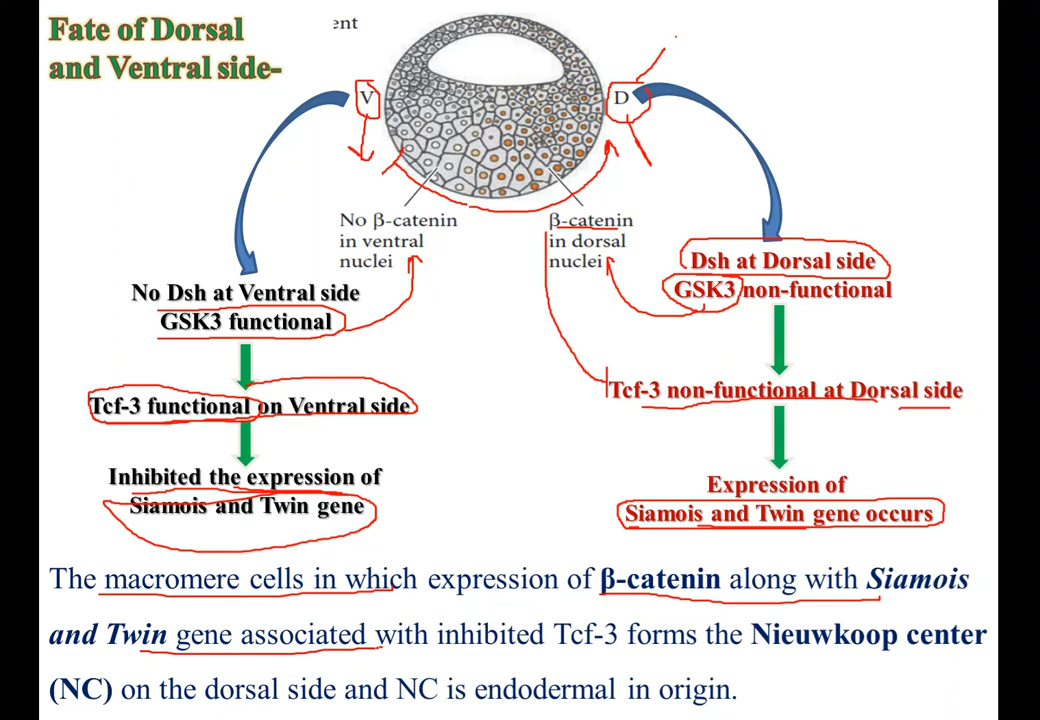 Fate of Dorsal
and Ventral side-
ent
V
D
No β-catenin
in ventral
nuclei
β-catenin
in dorsal
nuclei
No Dsh at Ventral side
GSK3 functional
Tcf-3 functional on Ventral side
Inhibited the expression of
Siamois and Twin gene
Dsh at Dorsal side
GSK3 non-functional
Tcf-3 non-functional at Dorsal side
Expression of
Siamois and Twin gene occurs
The macromere cells in which expression of β-catenin along with Siamois
and Twin gene associated with inhibited Tcf-3 forms the Nieuwkoop center
(NC) on the dorsal side and NC is endodermal in origin.